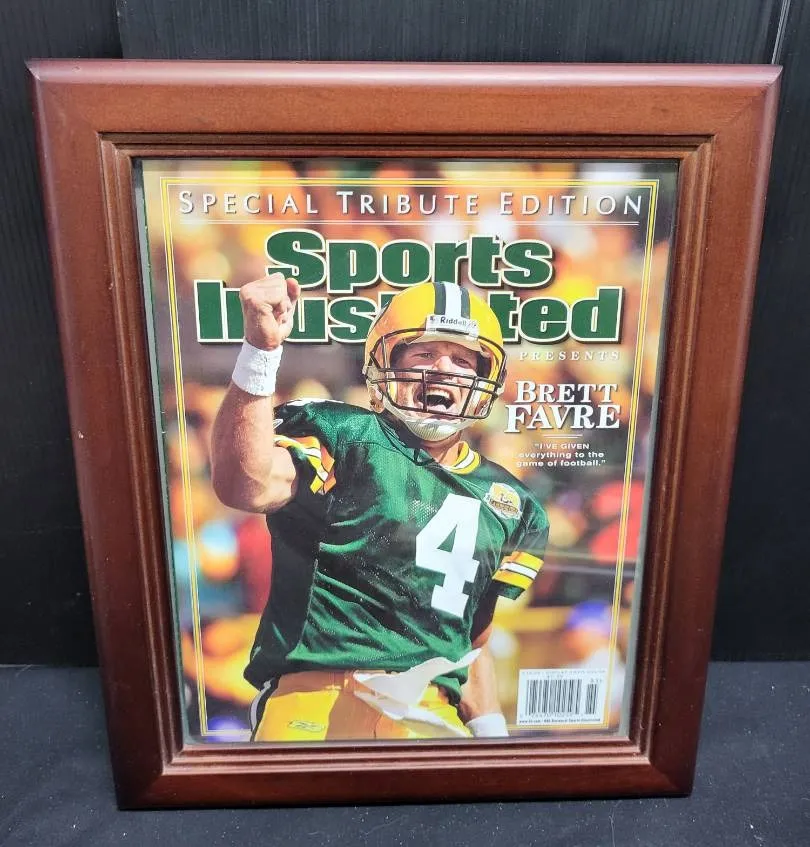 SPECIAL TRIBUTE EDITION
Sports
Illustrated
PRESENTS
BRETT
FAVRE
"I'VE GIVEN
everything to the
game of football."
Riddell
4